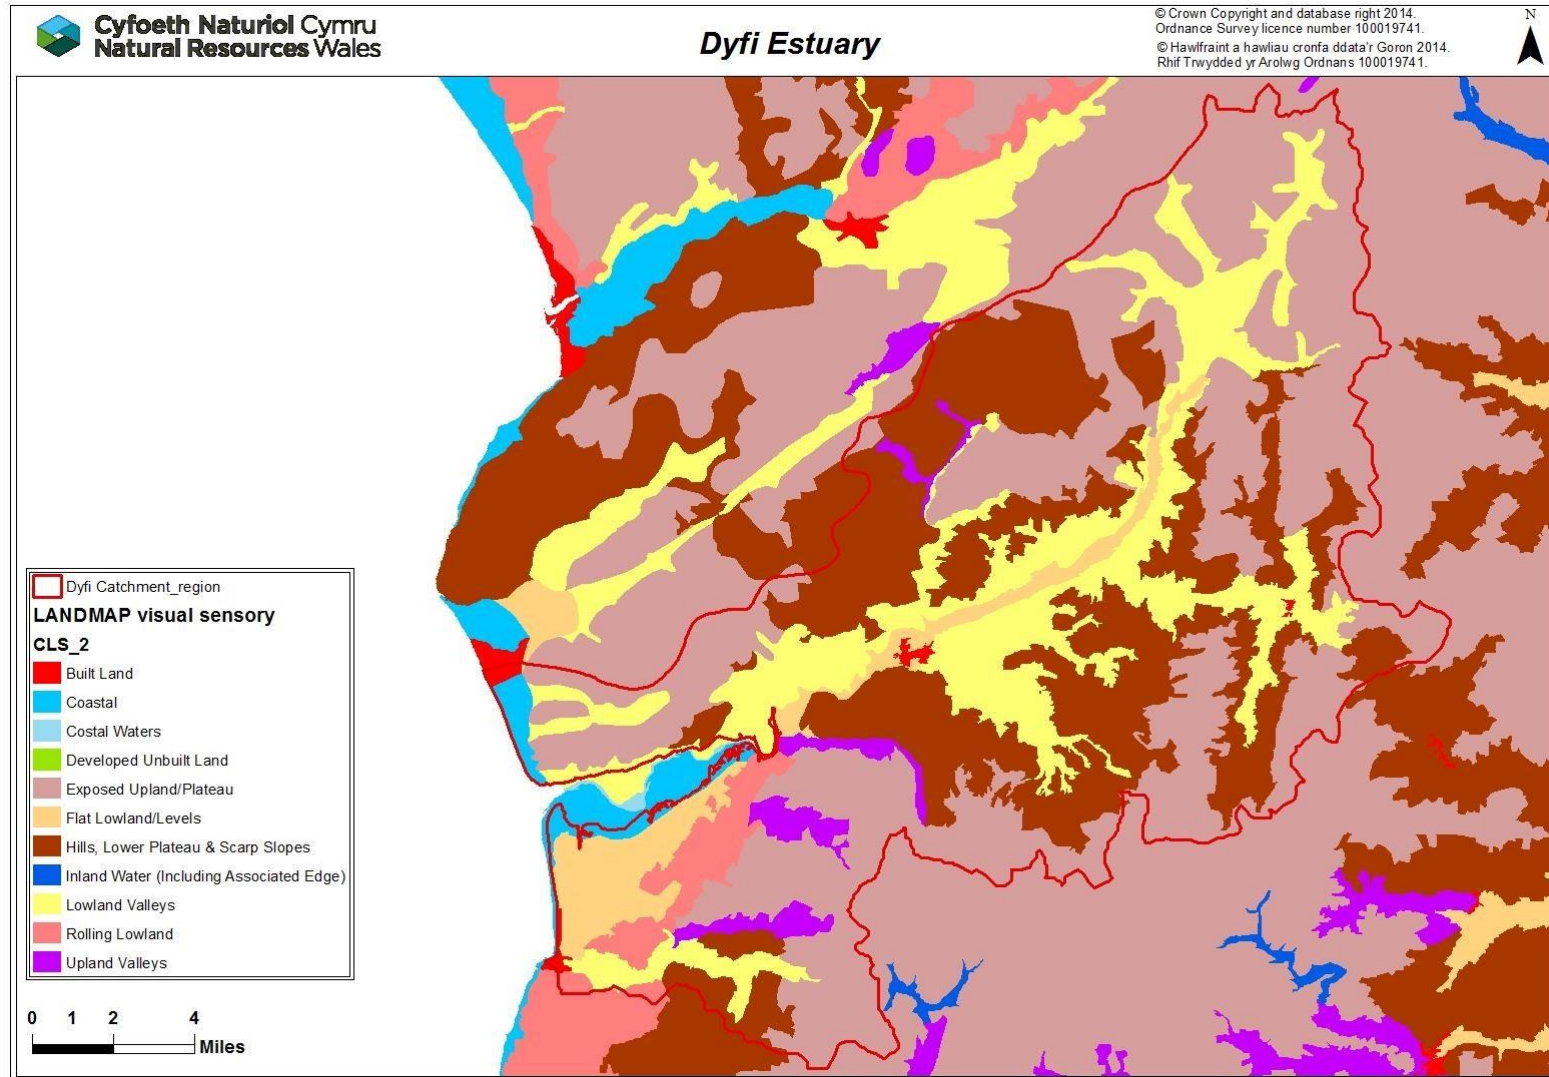 Cyfoeth Naturiol Cymru
Natural Resources Wales
Dyfi Estuary
© Crown Copyright and database right 2014.
Ordnance Survey licence number 100019741.
© Hawlfraint a hawliau cronfa ddata'r Goron 2014.
Rhif Trwydded yr Arolwg Ordnans 100019741.
N
Dyfi Catchment_region
LANDMAP visual sensory
CLS_2
Built Land
Coastal
Costal Waters
Developed Unbuilt Land
Exposed Upland/Plateau
Flat Lowland/Levels
Hills, Lower Plateau & Scarp Slopes
Inland Water (Including Associated Edge)
Lowland Valleys
Rolling Lowland
Upland Valleys
0 1 2 4
Miles